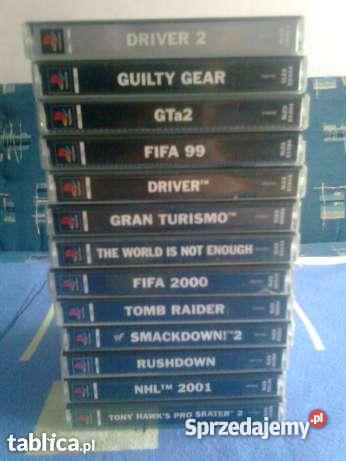 DRIVER 2
GUILTY GEAR
GTa2
FIFA 99
DRIVER™
GRAN TURISMO™
THE WORLD IS NOT ENOUGH
FIFA 2000
TOMB RAIDER
SMACKDOWN!™2
RUSHDOWN
NHL™ 2001
TONY HAWK'S PRO SKATER™ 2
tablica.pl
Sprzedajemy.pl